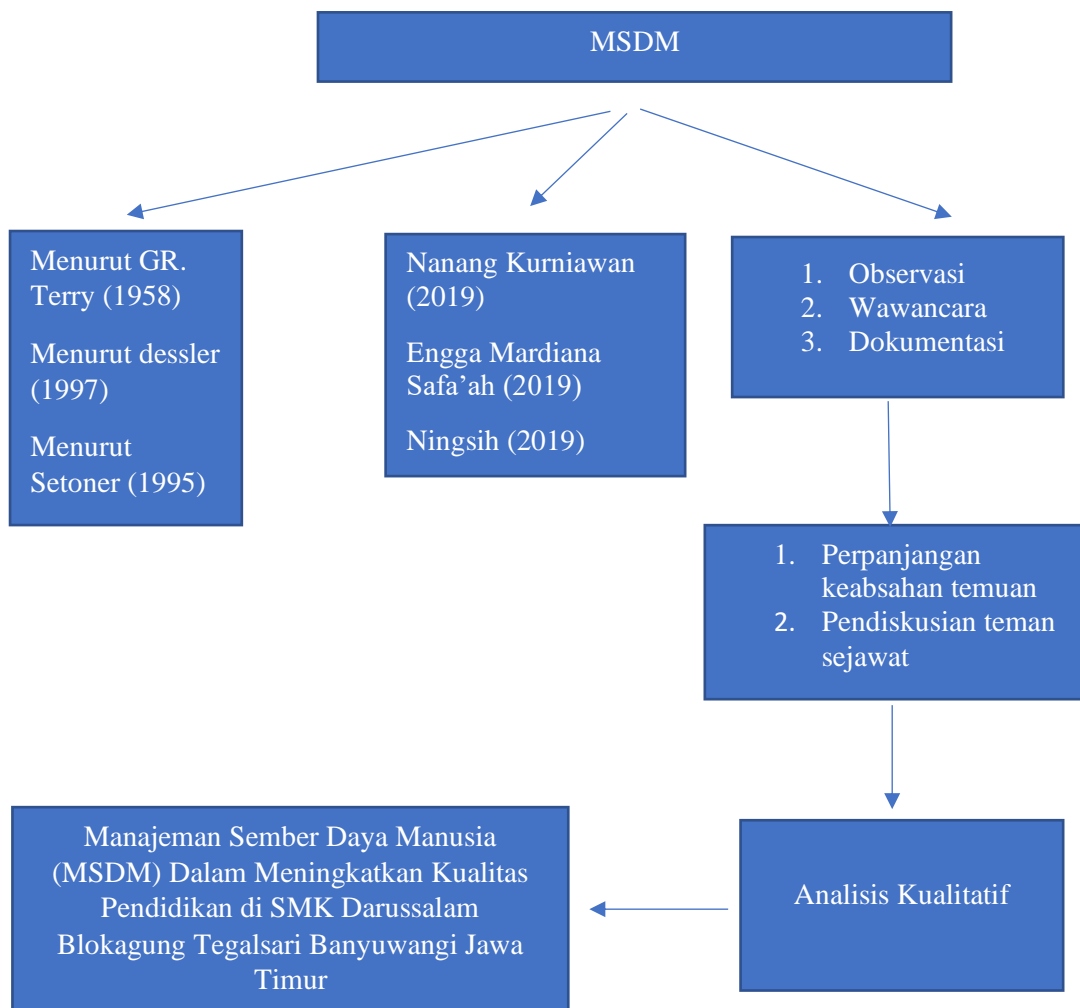 MSDM
Menurut GR.
Terry (1958)
Menurut dessler
(1997)
Menurut
Setoner (1995)
Nanang Kurniawan
(2019)
Engga Mardiana
Safa’ah (2019)
Ningsih (2019)
1. Observasi
2. Wawancara
3. Dokumentasi
1. Perpanjangan
keabsahan temuan
2. Pendiskusian teman
sejawat
Analisis Kualitatif
Manajeman Sember Daya Manusia
(MSDM) Dalam Meningkatkan Kualitas
Pendidikan di SMK Darussalam
Blokagung Tegalsari Banyuwangi Jawa
Timur